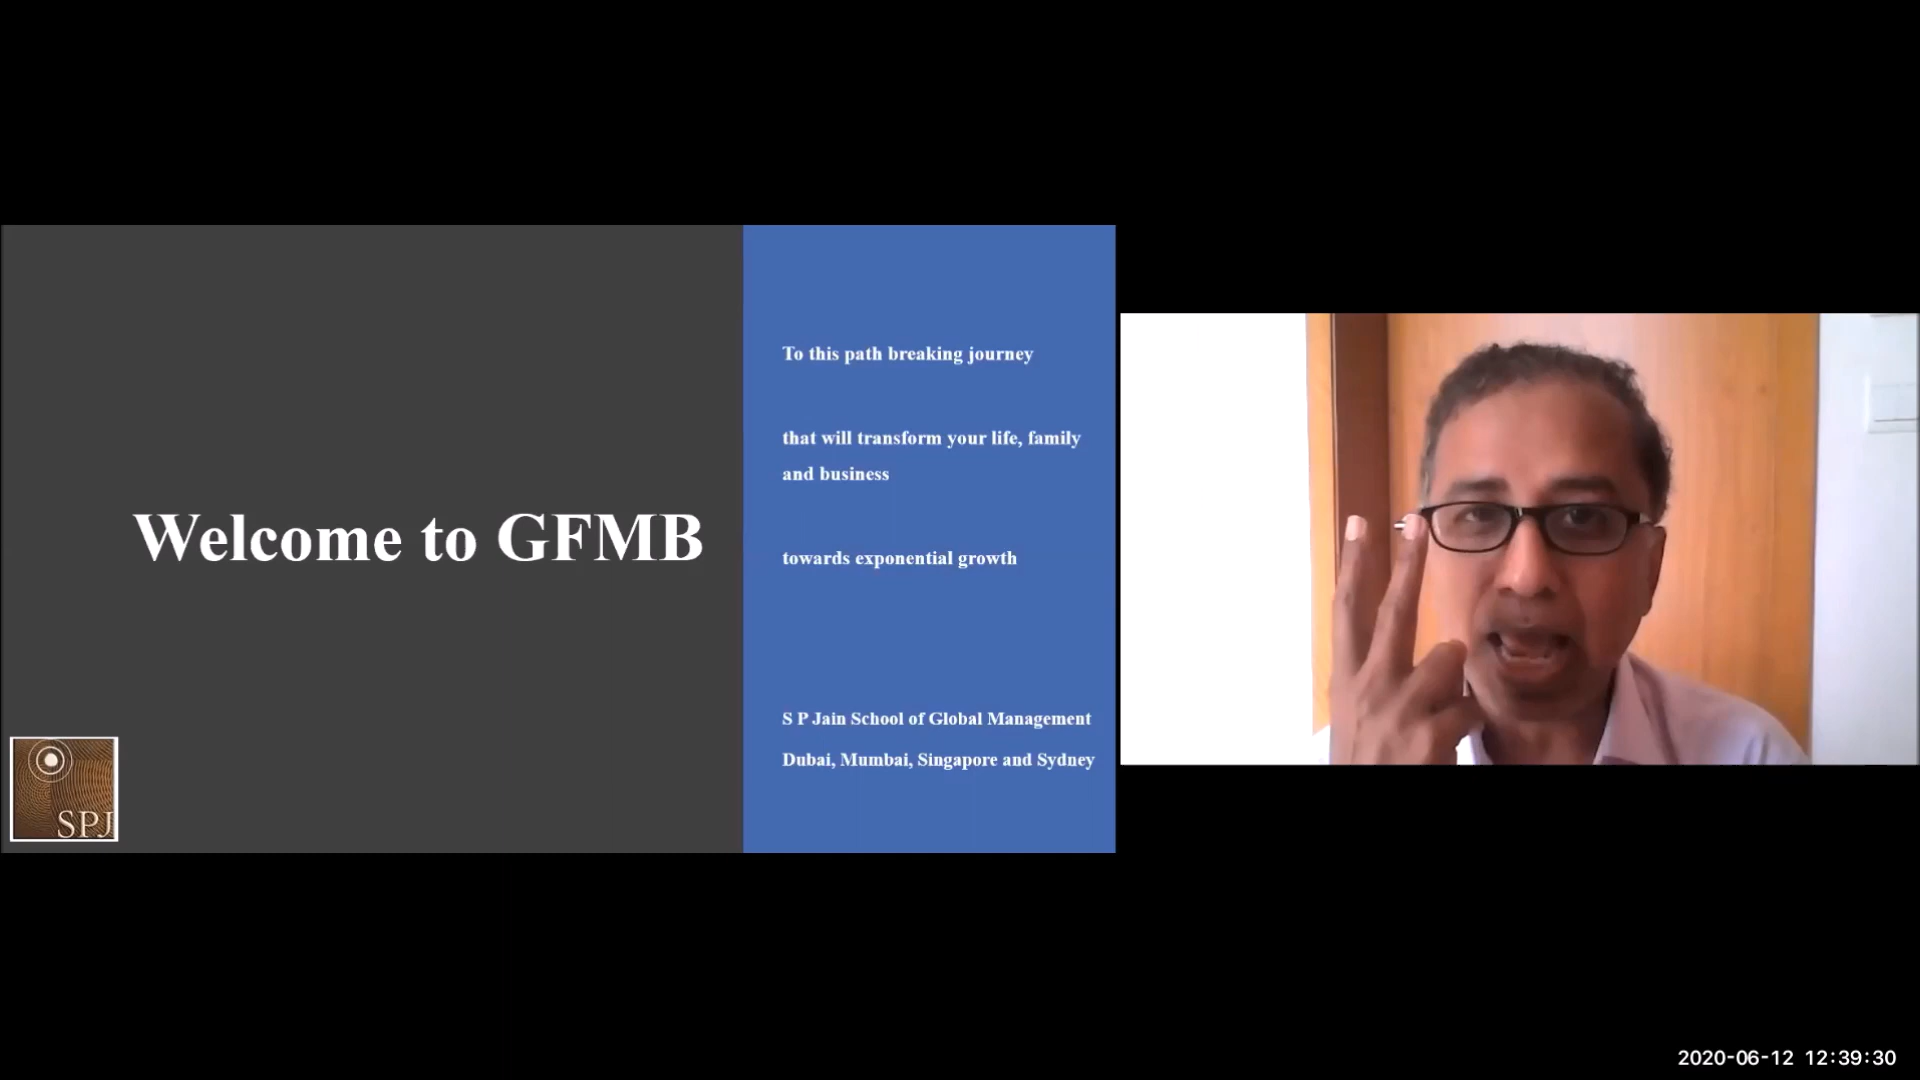 Welcome to GFMB
To this path breaking journey
that will transform your life, family
and business
towards exponential growth
S P Jain School of Global Management
Dubai, Mumbai, Singapore and Sydney
SPJ
2020-06-12 12:39:30